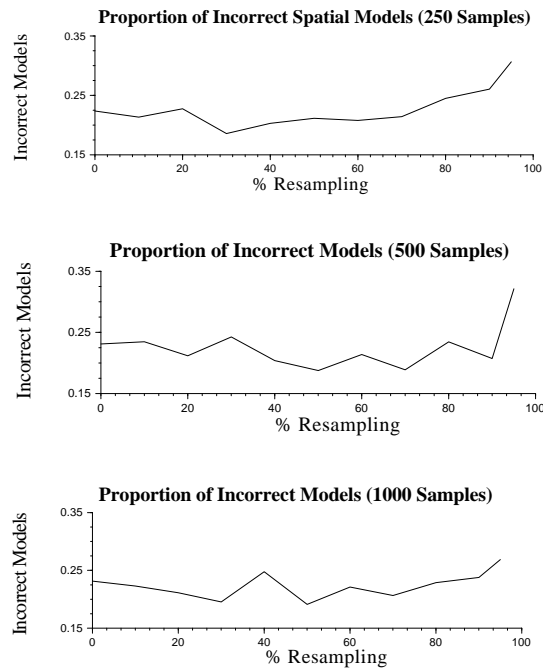 Proportion of Incorrect Spatial Models (250 Samples)
Incorrect Models
0.35
0.25
0.15
0 20 40 60 80 100
% Resampling
Proportion of Incorrect Models (500 Samples)
Incorrect Models
0.35
0.25
0.15
0 20 40 60 80 100
% Resampling
Proportion of Incorrect Models (1000 Samples)
Incorrect Models
0.35
0.25
0.15
0 20 40 60 80 100
% Resampling